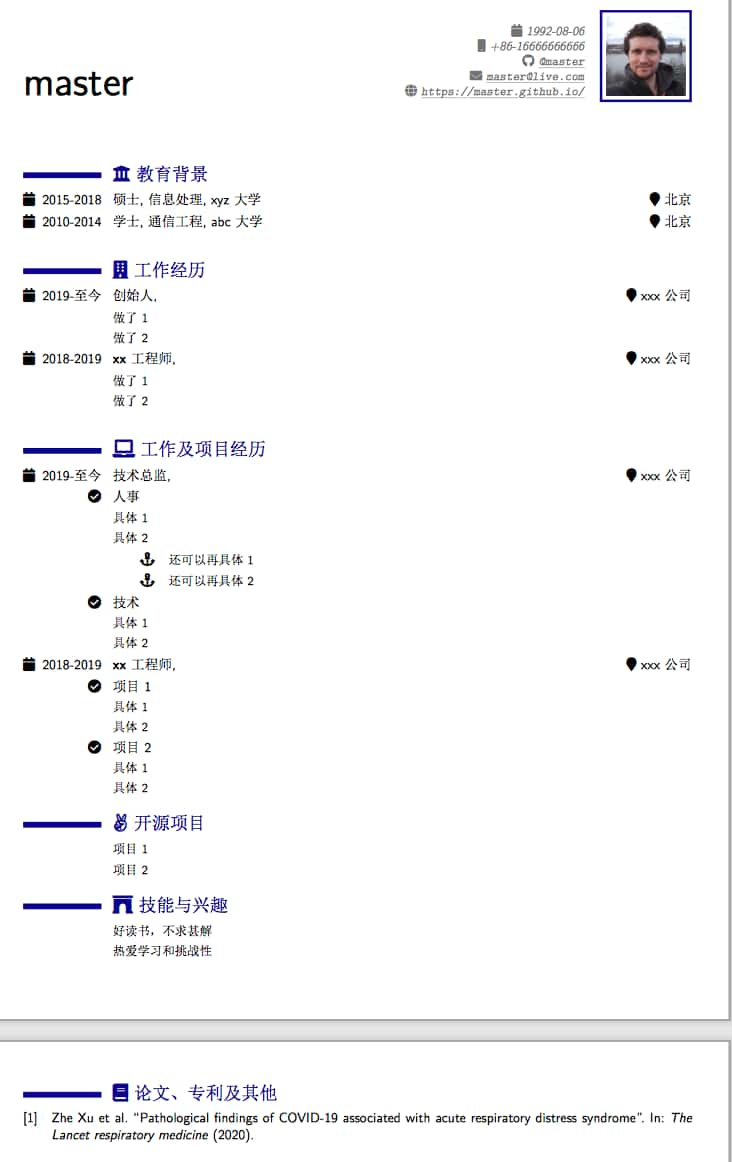 master
1992-08-06
+86-16666666666
@master
master@live.com
https://master.github.io/
教育背景
2015-2018 硕士, 信息处理, xyz 大学 北京
2010-2014 学士, 通信工程, abc 大学 北京
工作经历
2019-至今 创始人, xxx 公司
做了 1
做了 2
2018-2019 xx 工程师, xxx 公司
做了 1
做了 2
工作及项目经历
2019-至今 技术总监, xxx 公司
人事
具体 1
具体 2
还可以再具体 1
还可以再具体 2
技术
具体 1
具体 2
2018-2019 xx 工程师, xxx 公司
项目 1
具体 1
具体 2
项目 2
具体 1
具体 2
开源项目
项目 1
项目 2
技能与兴趣
好读书，不求甚解
热爱学习和挑战性
论文、专利及其他
[1] Zhe Xu et al. “Pathological findings of COVID-19 associated with acute respiratory distress syndrome”. In: The
Lancet respiratory medicine (2020).